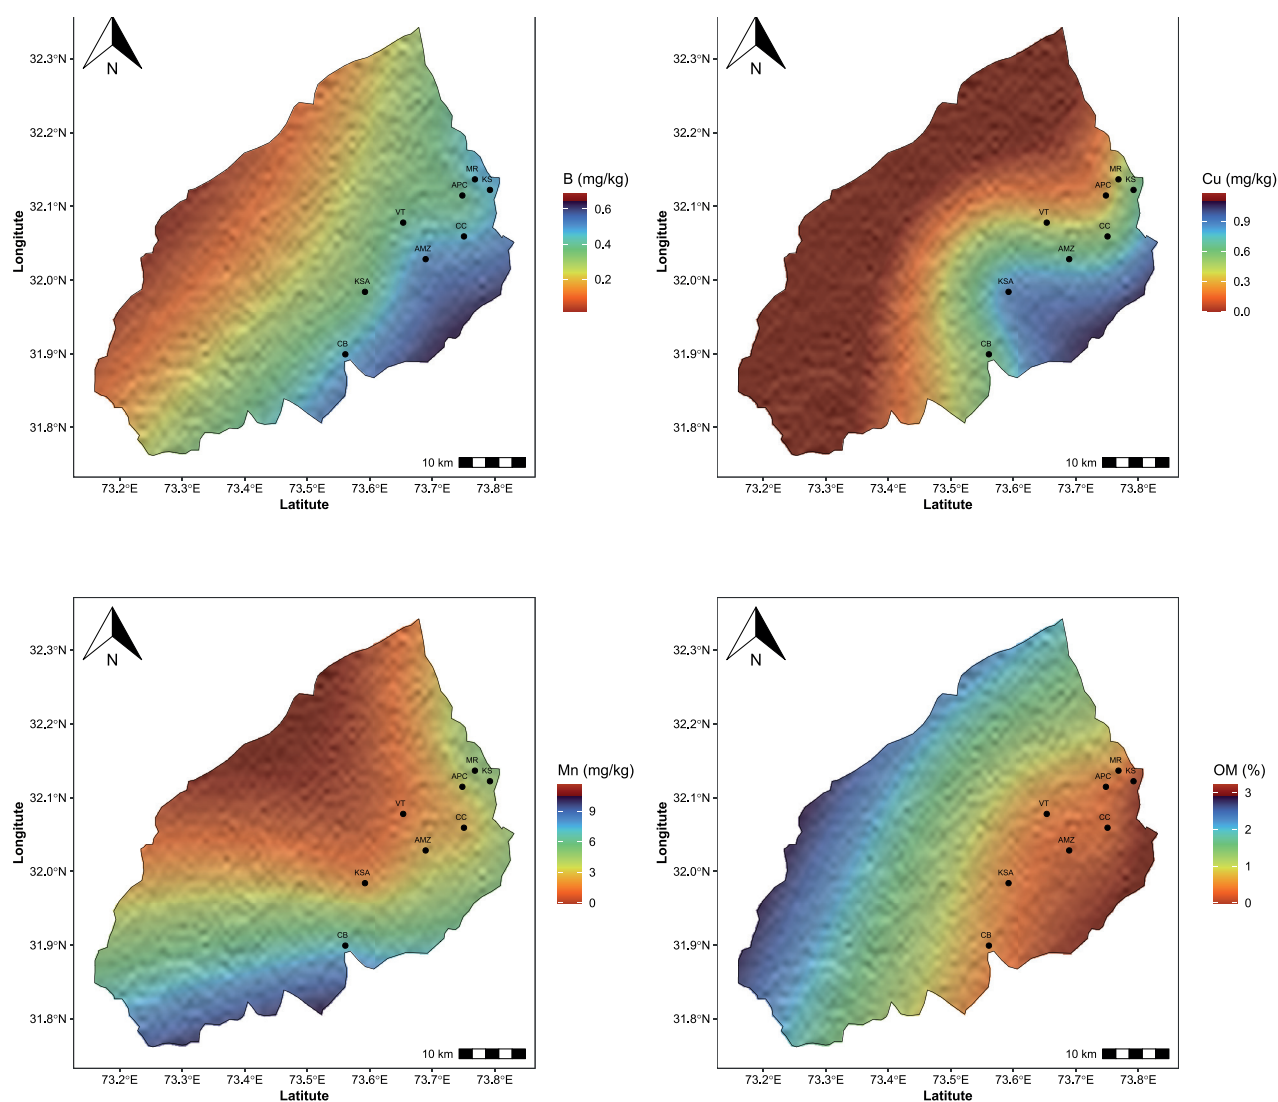 N
B (mg/kg)
0.6
0.4
0.2
32.3°N
32.2°N
32.1°N
32.0°N
31.9°N
31.8°N
Longitute
MR
KS
APC
VT
CC
AMZ
KSA
CB
10 km
73.2°E 73.3°E 73.4°E 73.5°E 73.6°E 73.7°E 73.8°E
Latitute
N
Cu (mg/kg)
0.9
0.6
0.3
0.0
32.3°N
32.2°N
32.1°N
32.0°N
31.9°N
31.8°N
Longitute
MR
KS
APC
VT
CC
AMZ
KSA
CB
10 km
73.2°E 73.3°E 73.4°E 73.5°E 73.6°E 73.7°E 73.8°E
Latitute
N
Mn (mg/kg)
9
6
3
0
32.3°N
32.2°N
32.1°N
32.0°N
31.9°N
31.8°N
Longitute
MR
KS
APC
VT
CC
AMZ
KSA
CB
10 km
73.2°E 73.3°E 73.4°E 73.5°E 73.6°E 73.7°E 73.8°E
Latitute
N
OM (%)
3
2
1
0
32.3°N
32.2°N
32.1°N
32.0°N
31.9°N
31.8°N
Longitute
MR
KS
APC
VT
CC
AMZ
KSA
CB
10 km
73.2°E 73.3°E 73.4°E 73.5°E 73.6°E 73.7°E 73.8°E
Latitute